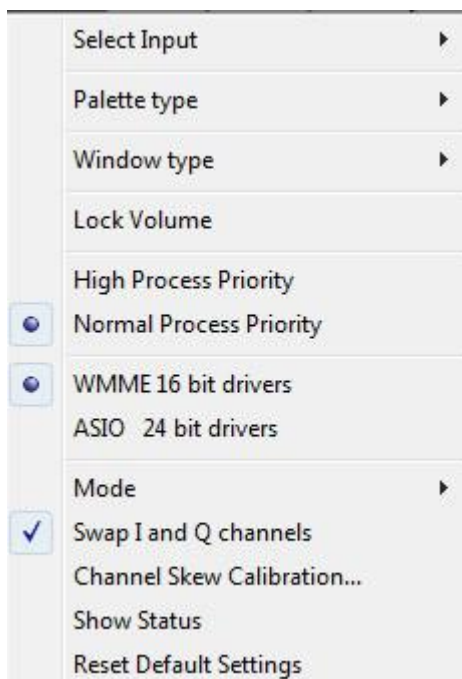 Select Input
Palette type
Window type
Lock Volume
High Process Priority
Normal Process Priority
WMME 16 bit drivers
ASIO 24 bit drivers
Mode
Swap I and Q channels
Channel Skew Calibration...
Show Status
Reset Default Settings